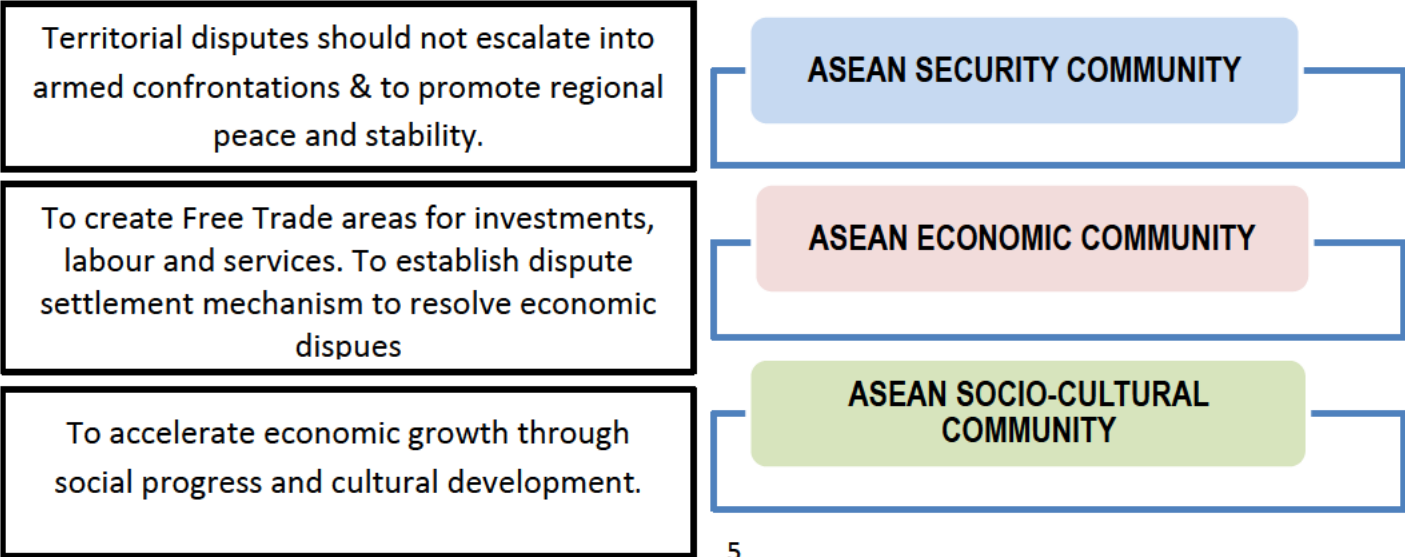 Territorial disputes should not escalate into
armed confrontations & to promote regional
peace and stability.
ASEAN SECURITY COMMUNITY
To create Free Trade areas for investments,
labour and services. To establish dispute
settlement mechanism to resolve economic
dispues
ASEAN ECONOMIC COMMUNITY
To accelerate economic growth through
social progress and cultural development.
ASEAN SOCIO-CULTURAL
COMMUNITY
5